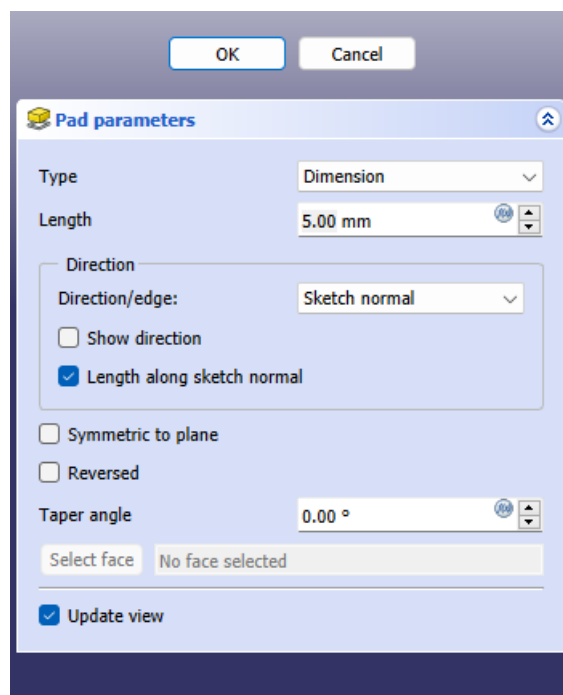 OK Cancel
Pad parameters
Type Dimension
Length 5.00 mm
Direction
Direction/edge: Sketch normal
Show direction
Length along sketch normal
Symmetric to plane
Reversed
Taper angle 0.00 °
Select face No face selected
Update view